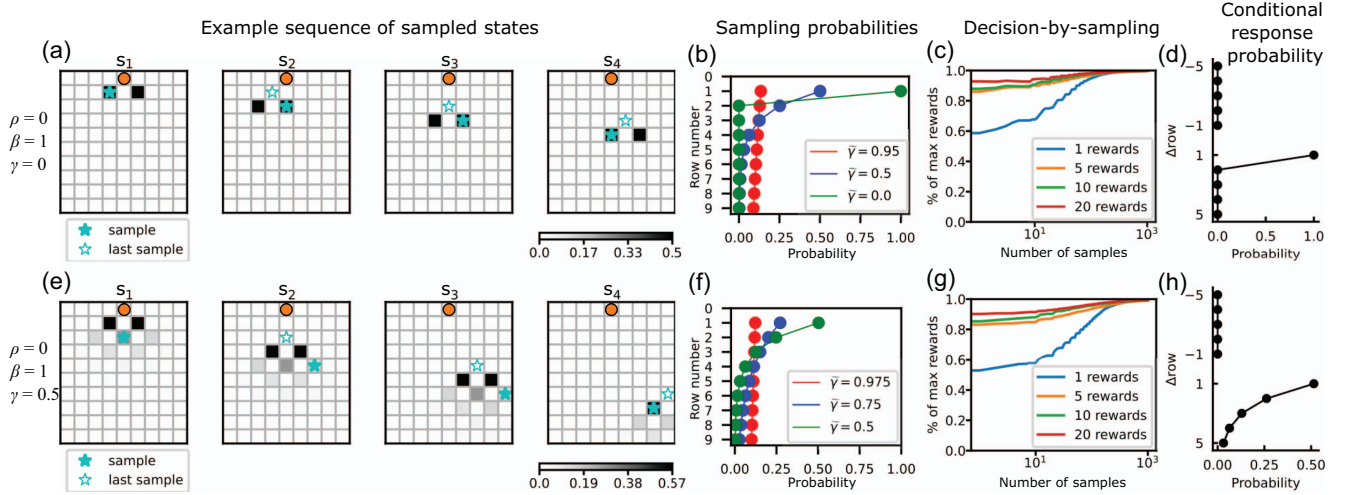 Example sequence of sampled states
Sampling probabilities
Decision-by-sampling
Conditional
response
probability
(a)
S1
S2
S3
S4
ρ = 0
β = 1
γ = 0
sample
last sample
0.0 0.17 0.33 0.5
(b)
Row number
0
1
2
3
4
5
6
7
8
9
γ̃ = 0.95
γ̃ = 0.5
γ̃ = 0.0
0.00 0.25 0.50 0.75 1.00
Probability
(c)
% of max rewards
1.0
0.8
0.6
0.4
0.2
0.0
1 rewards
5 rewards
10 rewards
20 rewards
10¹ 10³
Number of samples
(d)
Δrow
−5
−1
1
5
0.0 0.5 1.0
Probability
(e)
S1
S2
S3
S4
ρ = 0
β = 1
γ = 0.5
sample
last sample
0.0 0.19 0.38 0.57
(f)
Row number
0
1
2
3
4
5
6
7
8
9
γ̃ = 0.975
γ̃ = 0.75
γ̃ = 0.5
0.00 0.25 0.50 0.75 1.00
Probability
(g)
% of max rewards
1.0
0.8
0.6
0.4
0.2
0.0
1 rewards
5 rewards
10 rewards
20 rewards
10¹ 10³
Number of samples
(h)
Δrow
−5
−1
1
5
0.00 0.25 0.50
Probability